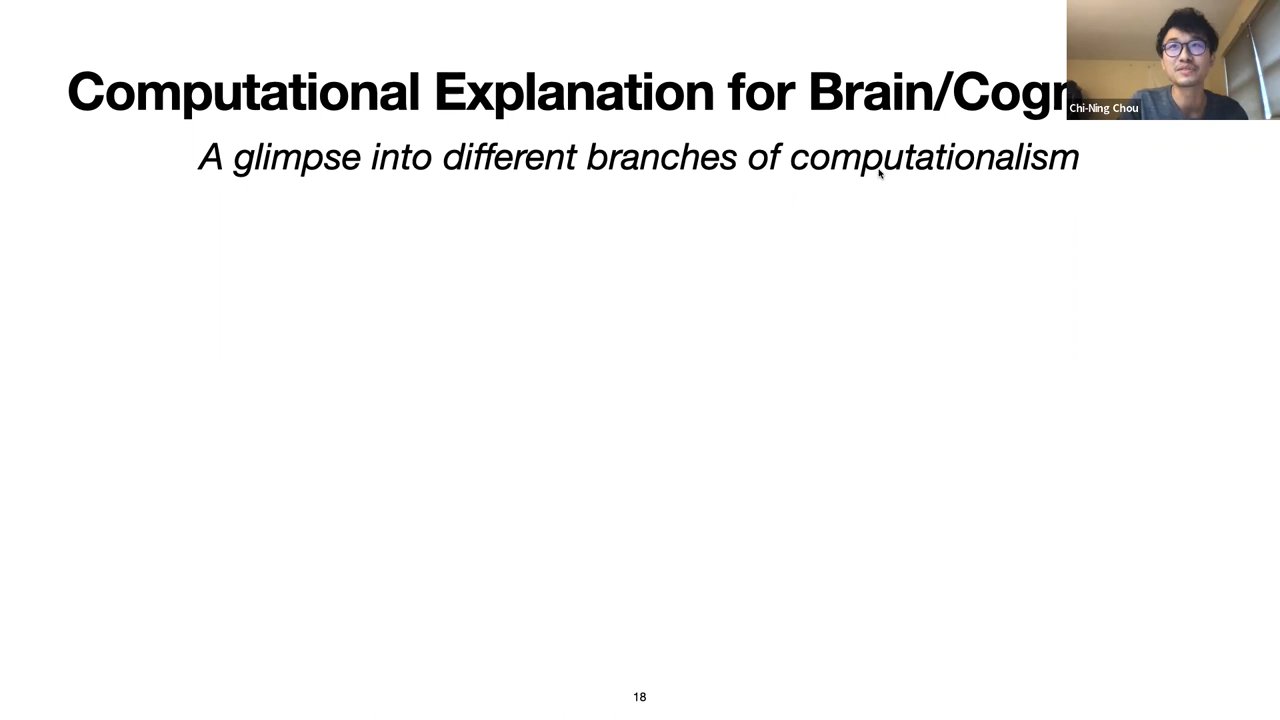 Computational Explanation for Brain/Cogn
Chi-Ning Chou
A glimpse into different branches of computationalism
18